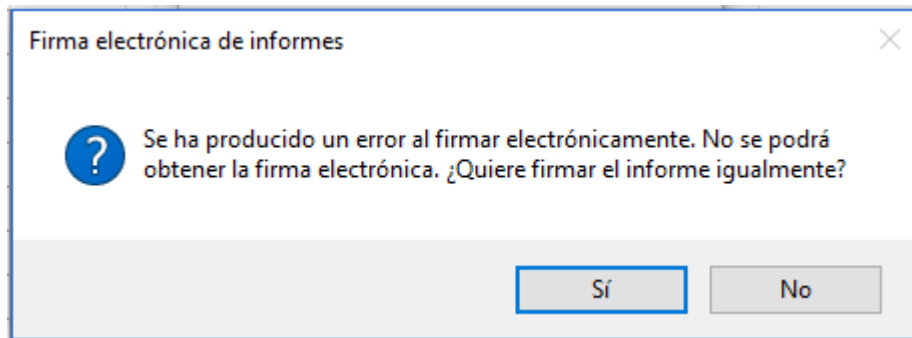 Firma electrónica de informes
Se ha producido un error al firmar electrónicamente. No se podrá
obtener la firma electrónica. ¿Quiere firmar el informe igualmente?
Sí
No